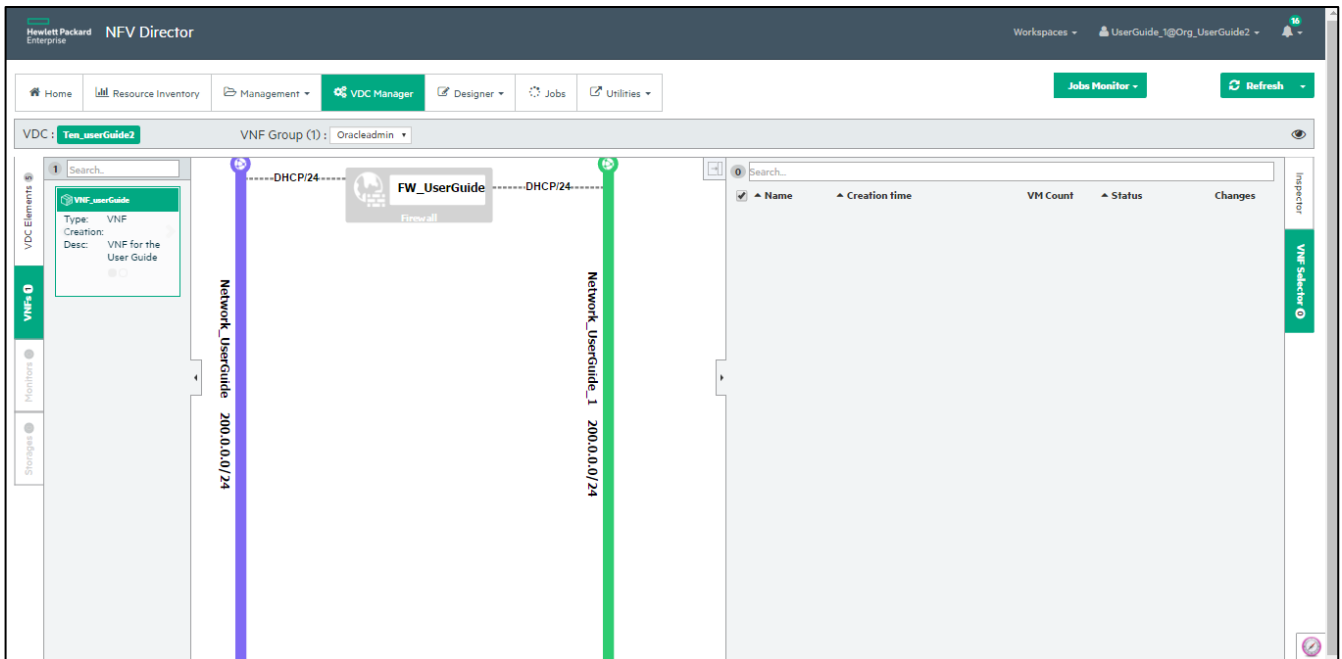 Hewlett Packard
Enterprise
NFV Director
Workspaces
UserGuide_1@Org_UserGuide2
16
Home
Resource Inventory
Management
VDC Manager
Designer
Jobs
Utilities
Jobs Monitor
Refresh
VDC : Ten_userGuide2
VNF Group (1) : Oracleadmin
VDC Elements 5
VNFs 1
Monitors
Storages
1 Search..
VNF_userGuide
Type: VNF
Creation:
Desc: VNF for the
User Guide
-----DHCP/24-----
FW_UserGuide
Firewall
------DHCP/24------
Network_UserGuide 200.0.0.0/24
Network_UserGuide_1 200.0.0.0/24
0 Search..
Name
Creation time
VM Count
Status
Changes
Inspector
VNF Selector 0